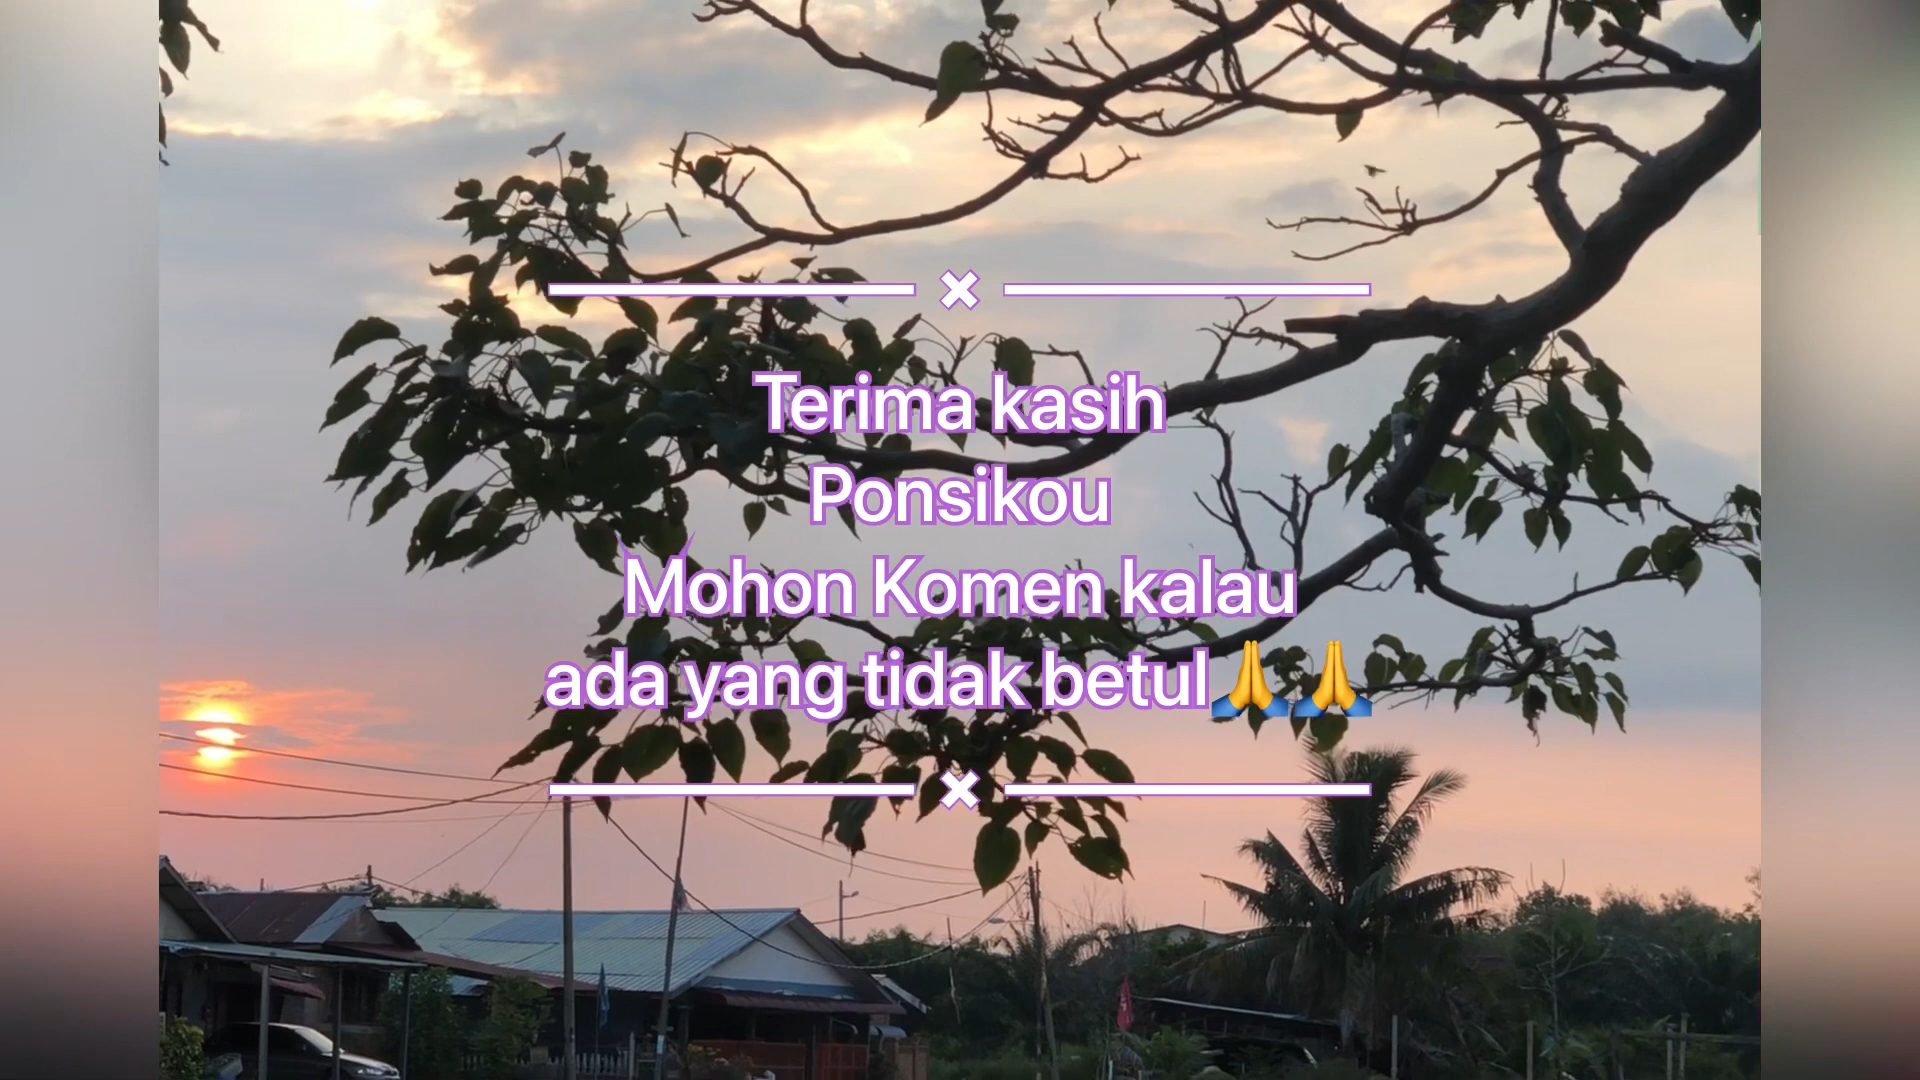 Terima kasih
Ponsikou
Mohon Komen kalau
ada yang tidak betul🙏🙏